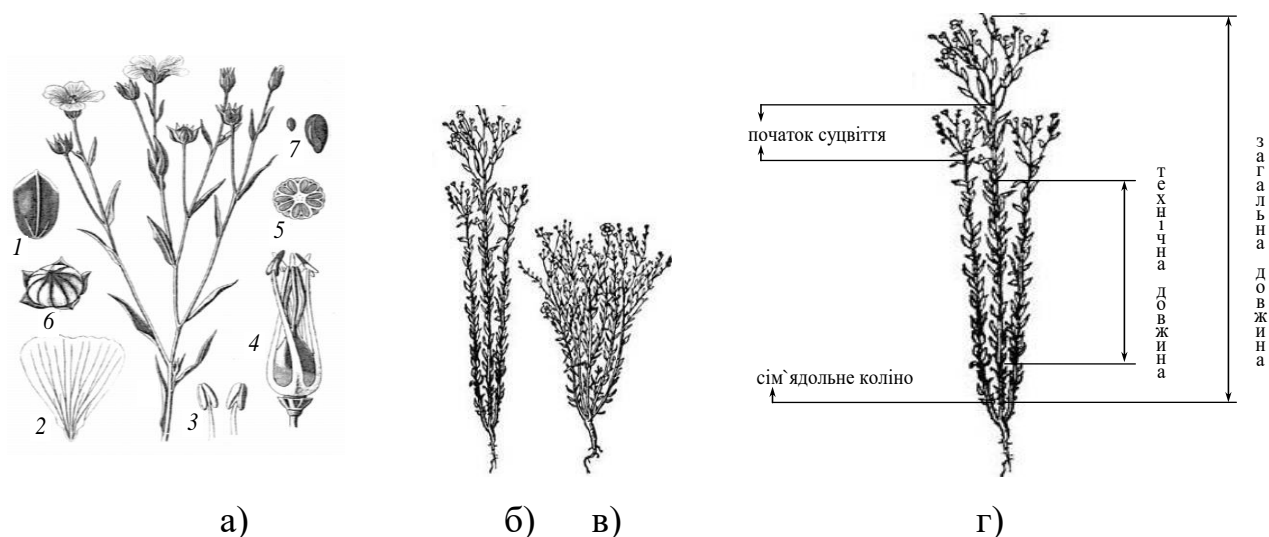 1
2
3
4
5
6
7
початок суцвіття
сім`ядольне коліно
технічна довжина
загальна довжина
а)
б)
в)
г)